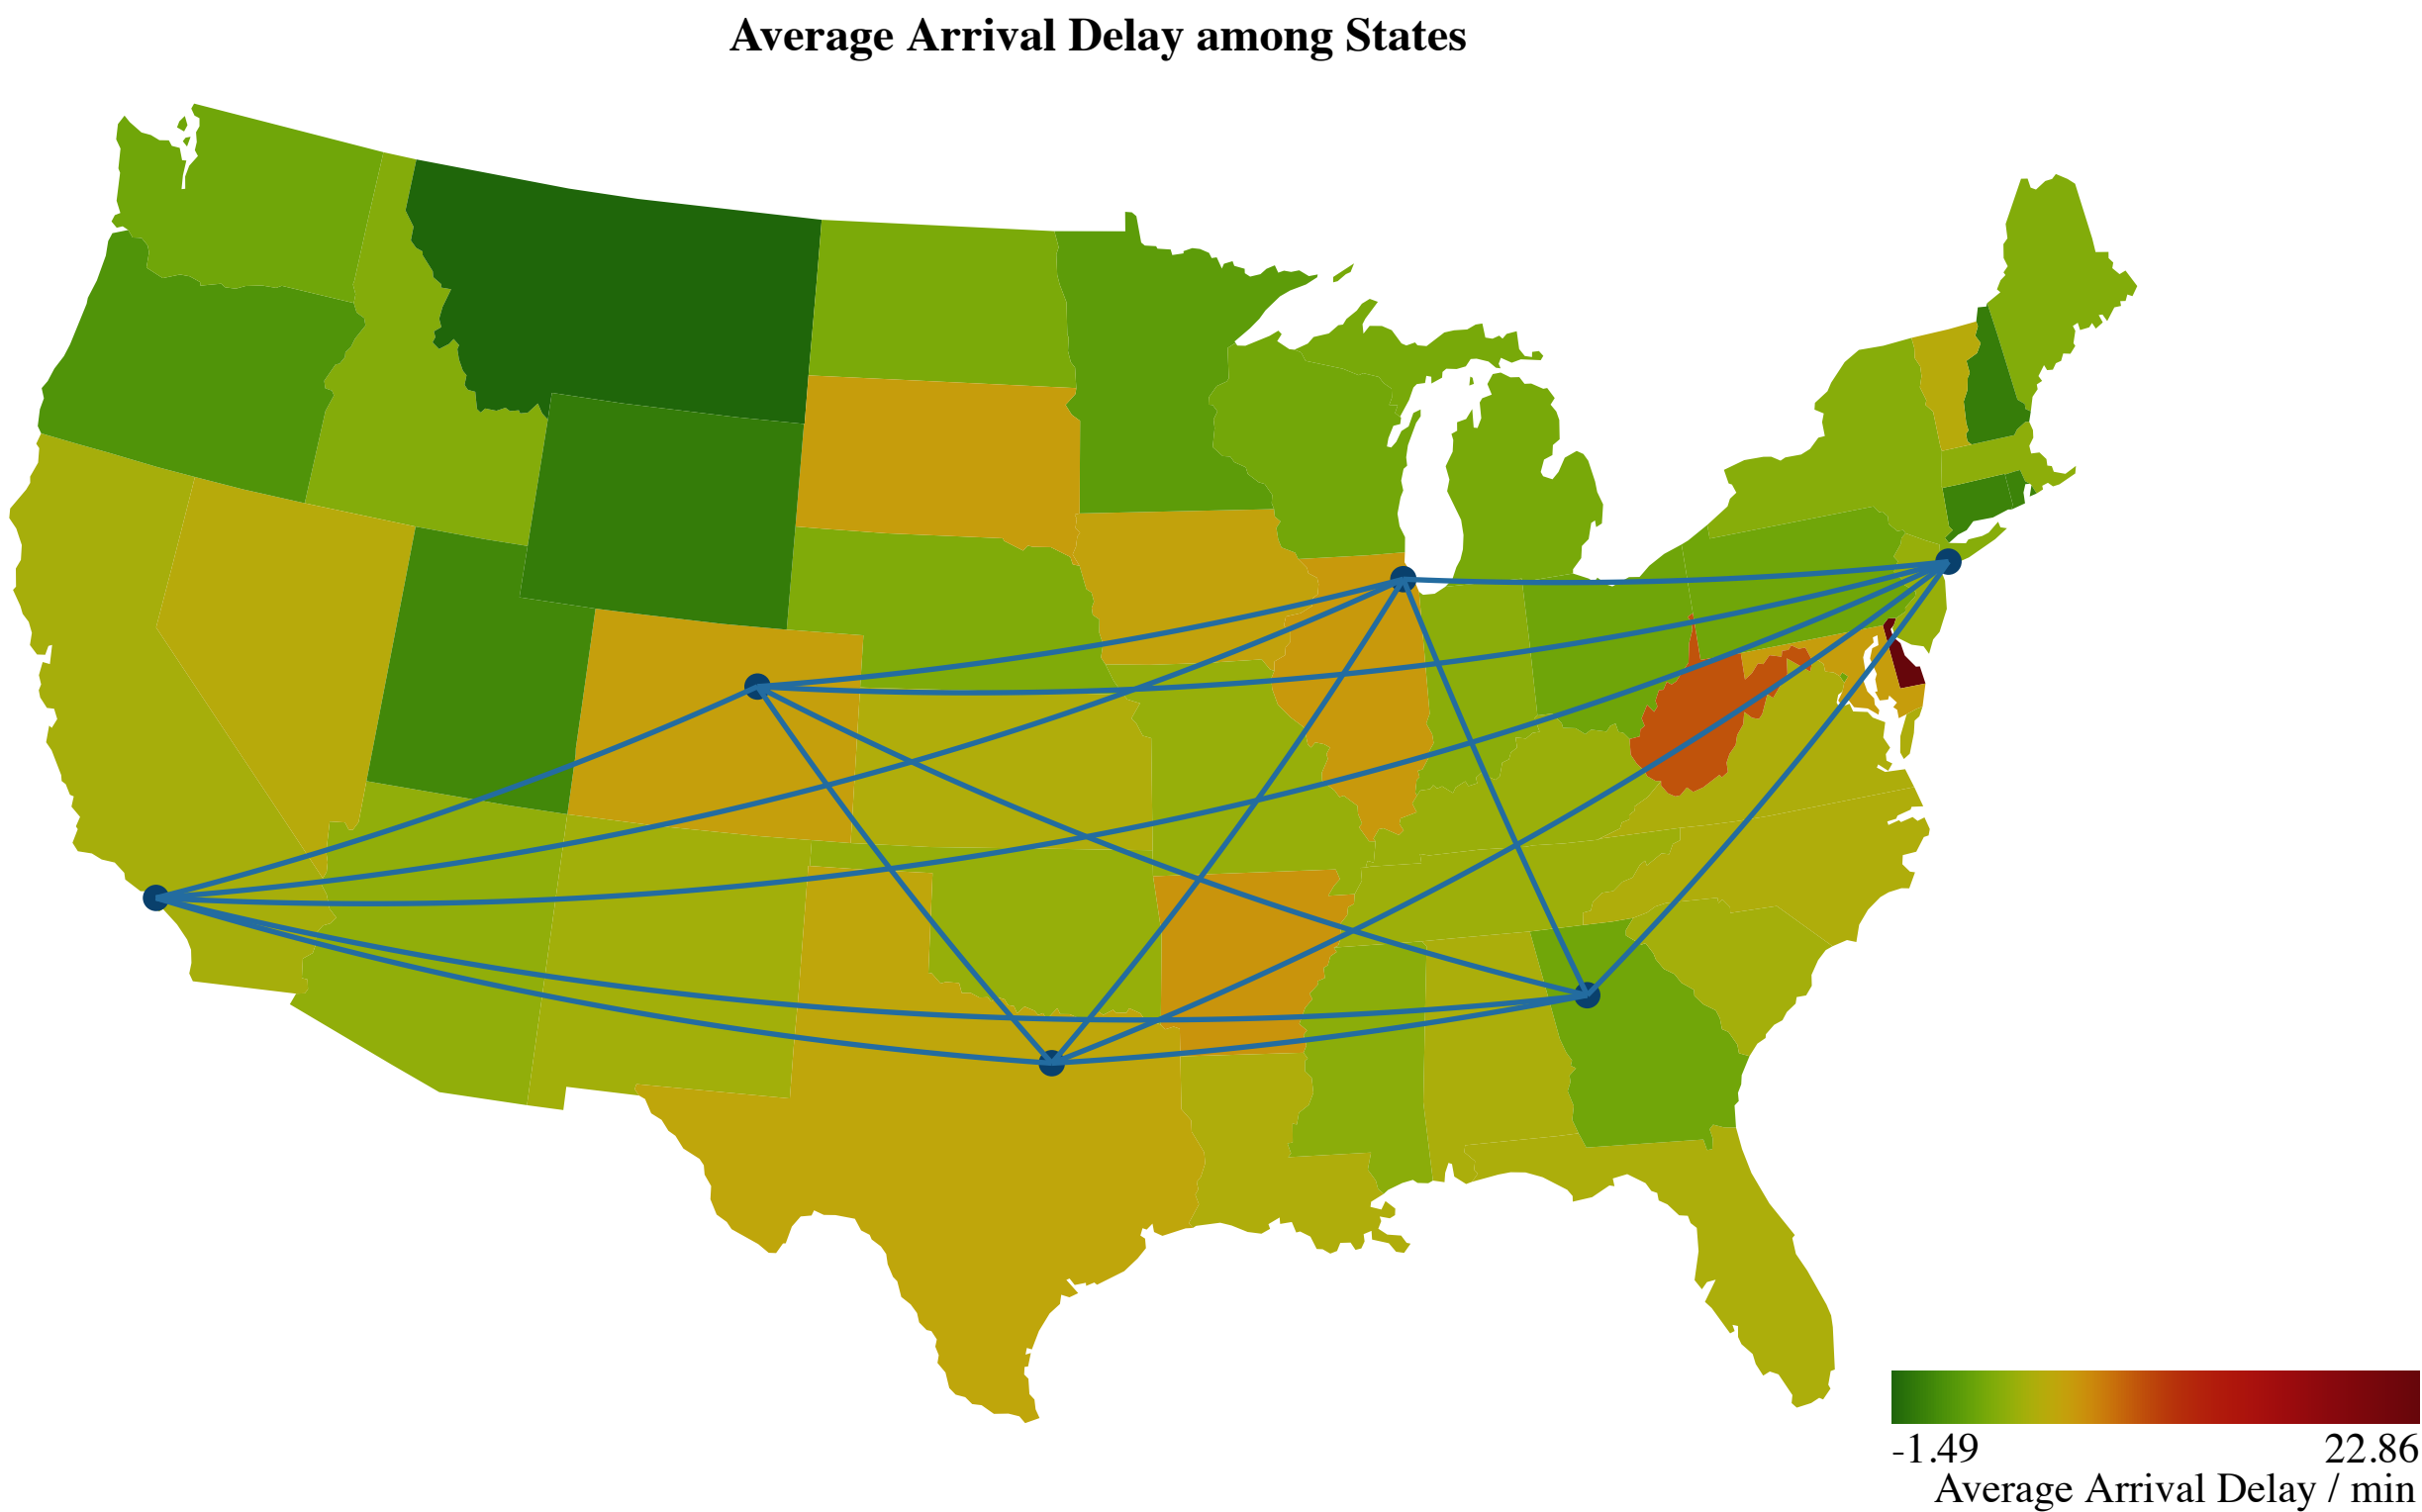 Average Arrival Delay among States
-1.49 22.86
Average Arrival Delay / min